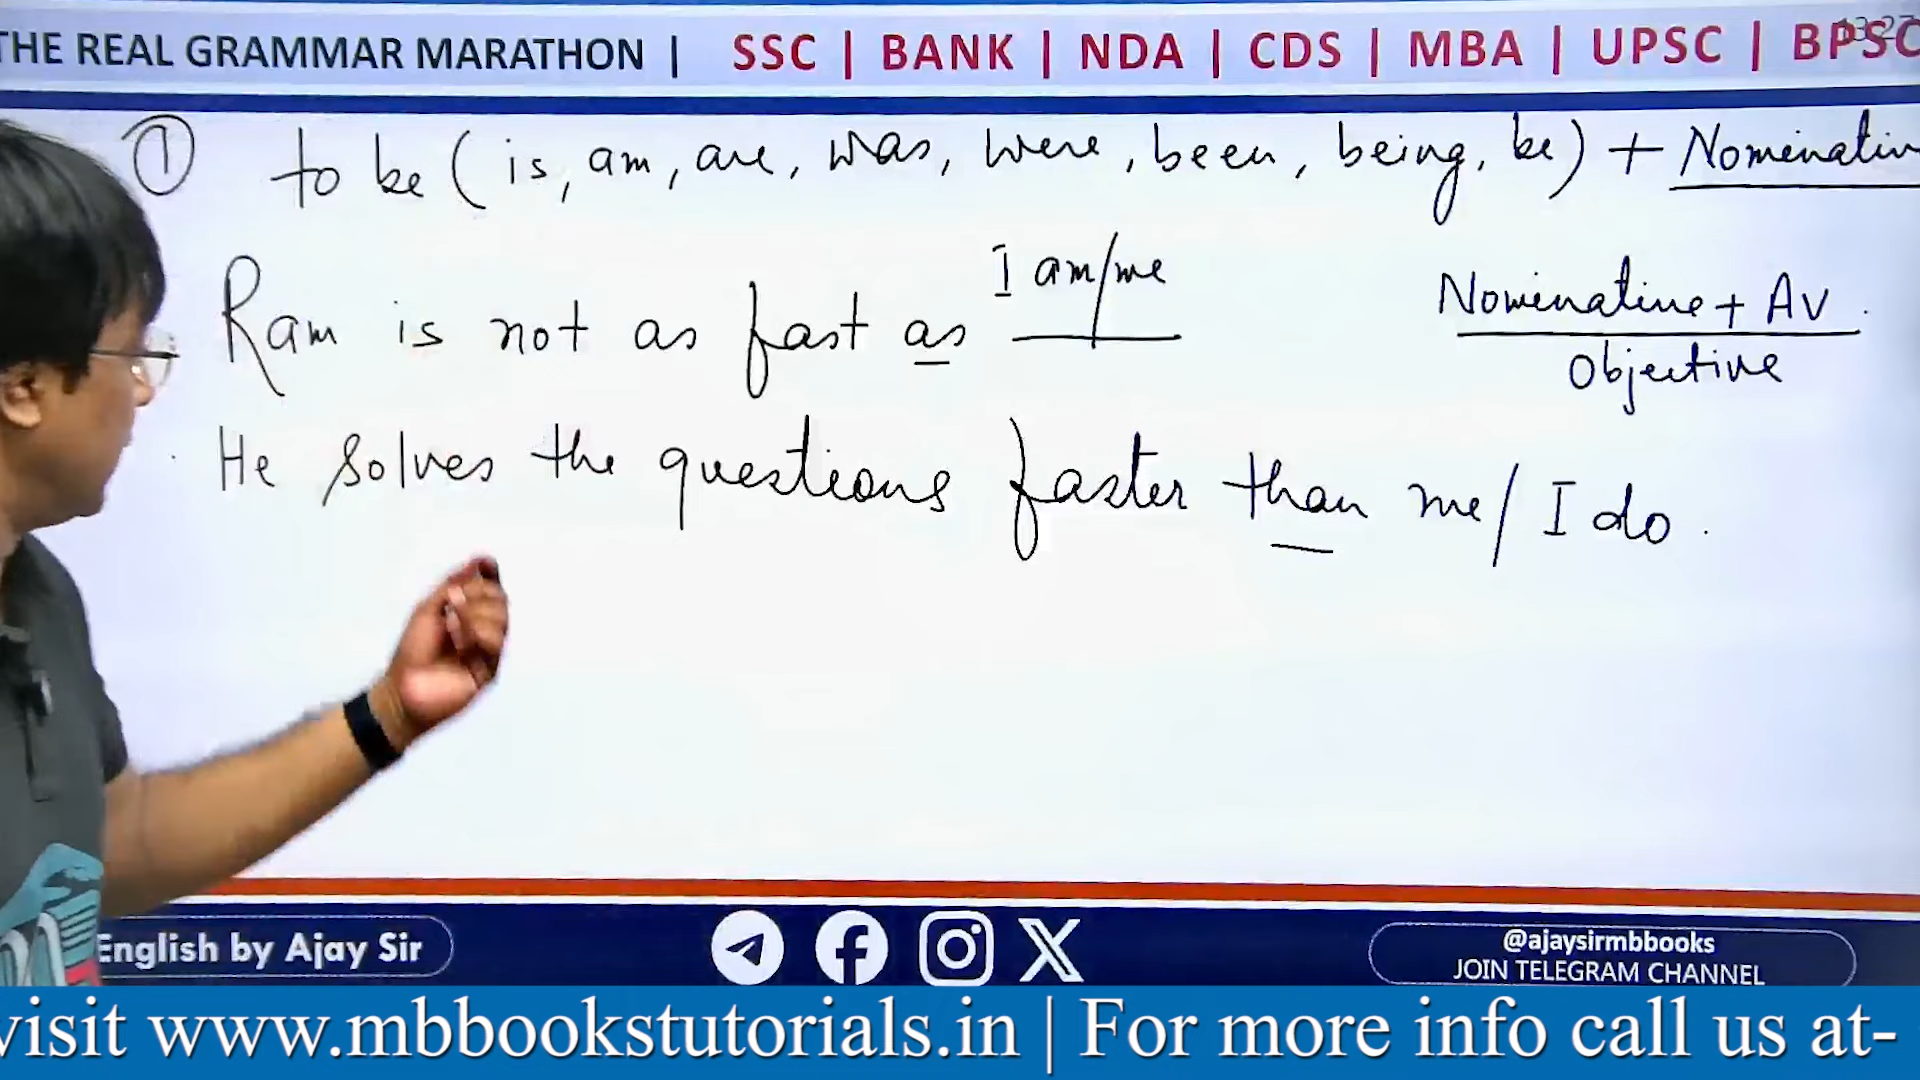 THE REAL GRAMMAR MARATHON | SSC | BANK | NDA | CDS | MBA | UPSC | BPSC
① to be ( is, am, are, was, were, been, being, be) + Nominativ
I am/me
Ram is not as fast as
Nominative + AV
Objective
He solves the questions faster than me / I do.
English by Ajay Sir
@ajaysirmbbooks
JOIN TELEGRAM CHANNEL
visit www.mbbookstutorials.in | For more info call us at-